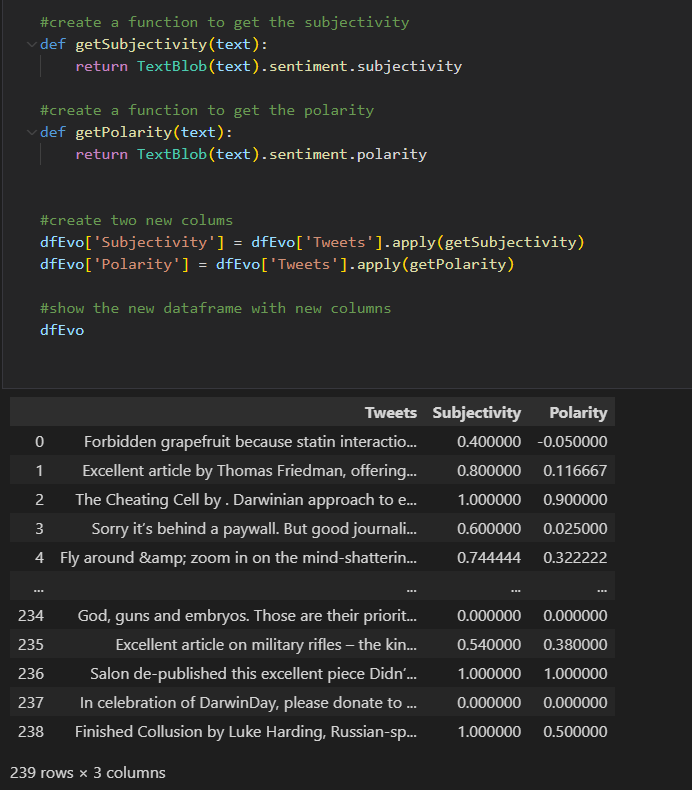 #create a function to get the subjectivity
def getSubjectivity(text):
    return TextBlob(text).sentiment.subjectivity
#create a function to get the polarity
def getPolarity(text):
    return TextBlob(text).sentiment.polarity
#create two new colums
dfEvo['Subjectivity'] = dfEvo['Tweets'].apply(getSubjectivity)
dfEvo['Polarity'] = dfEvo['Tweets'].apply(getPolarity)
#show the new dataframe with new columns
dfEvo
Tweets Subjectivity Polarity
0 Forbidden grapefruit because statin interactio... 0.400000 -0.050000
1 Excellent article by Thomas Friedman, offering... 0.800000 0.116667
2 The Cheating Cell by . Darwinian approach to e... 1.000000 0.900000
3 Sorry it’s behind a paywall. But good journali... 0.600000 0.025000
4 Fly around &amp; zoom in on the mind-shatterin... 0.744444 0.322222
... ... ... ...
234 God, guns and embryos. Those are their priorit... 0.000000 0.000000
235 Excellent article on military rifles – the kin... 0.540000 0.380000
236 Salon de-published this excellent piece Didn’... 1.000000 1.000000
237 In celebration of DarwinDay, please donate to ... 0.000000 0.000000
238 Finished Collusion by Luke Harding, Russian-sp... 1.000000 0.500000
239 rows × 3 columns